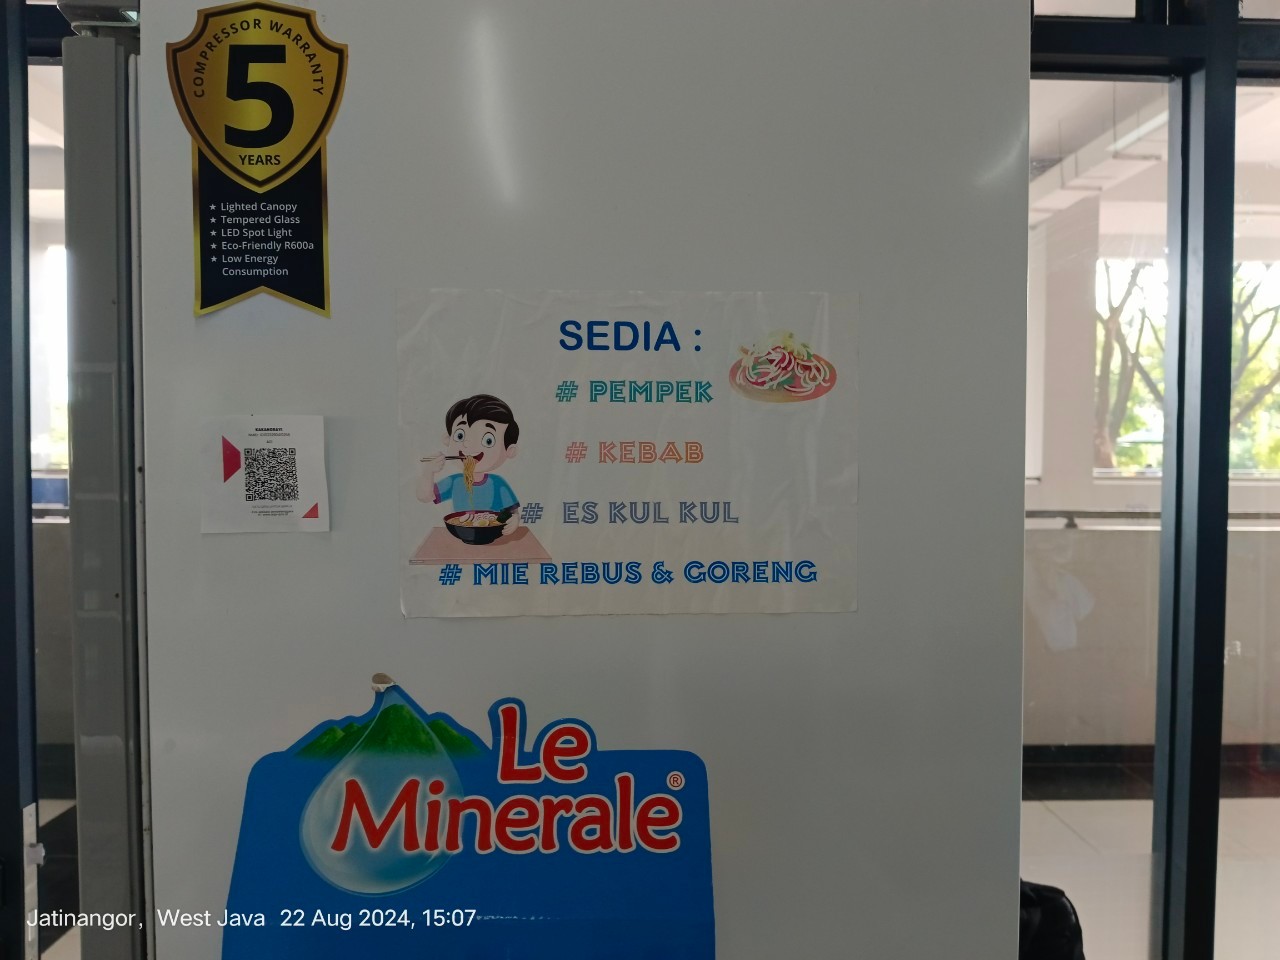 COMPRESSOR WARRANTY
5
YEARS
★ Lighted Canopy
★ Tempered Glass
★ LED Spot Light
★ Eco-Friendly R600a
★ Low Energy
Consumption
SEDIA :
# PEMPEK
# KEBAB
# ES KUL KUL
# MIE REBUS & GORENG
Le
Minerale®
Jatinangor, West Java 22 Aug 2024, 15:07